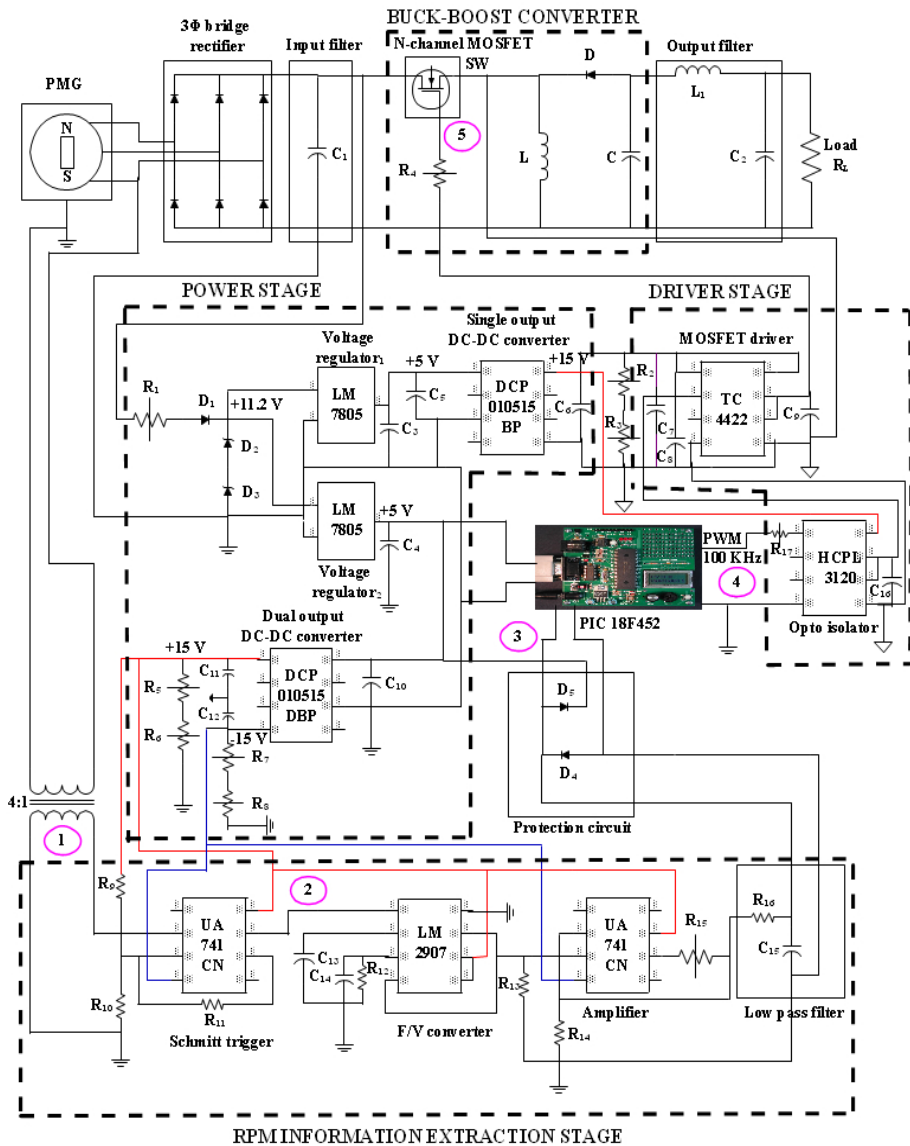 BUCK-BOOST CONVERTER
3Φ bridge
rectifier
Input filter
N-channel MOSFET
SW
D
Output filter
PMG
N
S
C1
5
R4
L
C
L1
C2
Load
RL
POWER STAGE
DRIVER STAGE
Voltage
regulator1
Single output
DC-DC converter
MOSFET driver
+5 V
+15 V
R1
D1
+11.2 V
LM
7805
C5
C3
DCP
010515
BP
C6
R2
R3
C7
C8
TC
4422
C9
D2
D3
LM
7805
+5 V
C4
Voltage
regulator2
PWM
100 KHz
R17
HCPL
3120
C16
4
PIC 18F452
Opto isolator
3
Dual output
DC-DC converter
+15 V
C11
R5
C12
R6
-15 V
R7
R8
DCP
010515
DBP
C10
D5
D4
Protection circuit
4:1
1
2
R9
R10
UA
741
CN
R11
Schmitt trigger
C13
C14
R12
LM
2907
F/V converter
R13
R14
UA
741
CN
Amplifier
R15
R16
C15
Low pass filter
RPM INFORMATION EXTRACTION STAGE